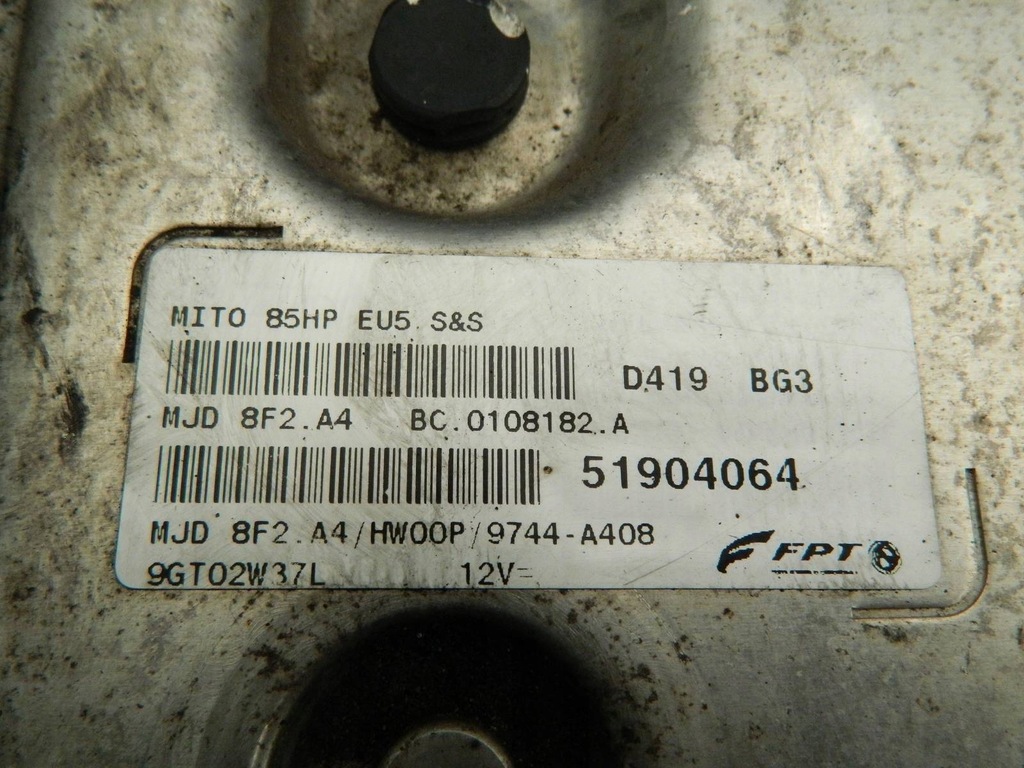 MITO 85HP EU5 S&S
D419 BG3
MJD 8F2.A4 BC.0108182.A
51904064
MJD 8F2.A4/HW00P/9744-A408
9GT02W37L 12V=
FPT